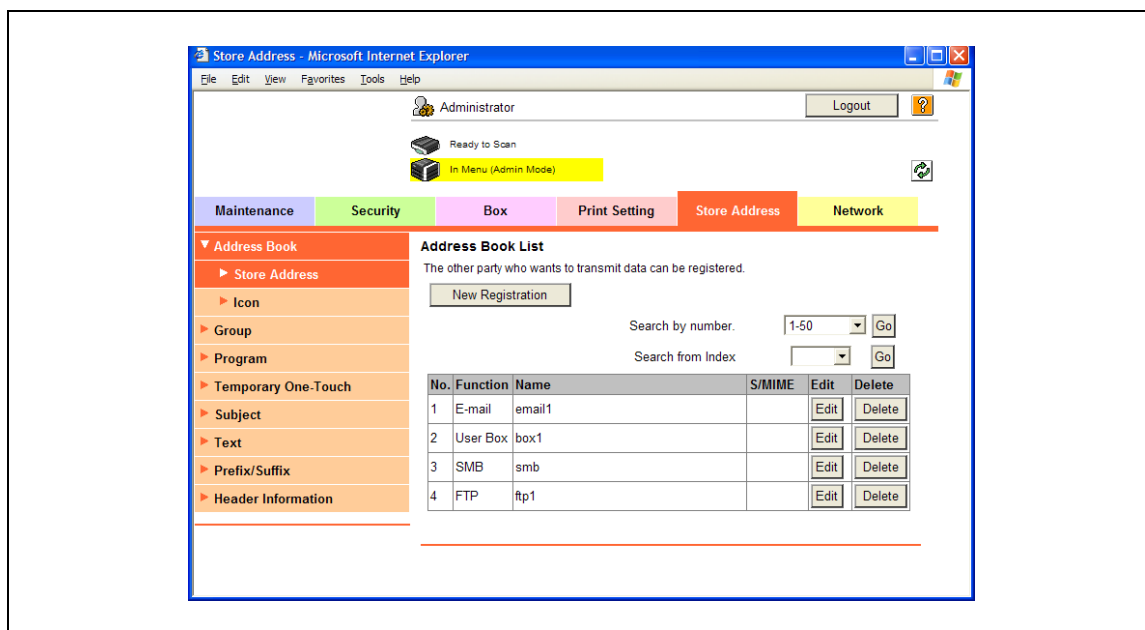 Store Address - Microsoft Internet Explorer
File Edit View Favorites Tools Help
Administrator Logout ?
Ready to Scan
In Menu (Admin Mode)
Maintenance Security Box Print Setting Store Address Network
Address Book
Store Address
Icon
Group
Program
Temporary One-Touch
Subject
Text
Prefix/Suffix
Header Information
Address Book List
The other party who wants to transmit data can be registered.
New Registration
Search by number. 1-50 Go
Search from Index Go
No. Function Name S/MIME Edit Delete
1 E-mail email1 Edit Delete
2 User Box box1 Edit Delete
3 SMB smb Edit Delete
4 FTP ftp1 Edit Delete